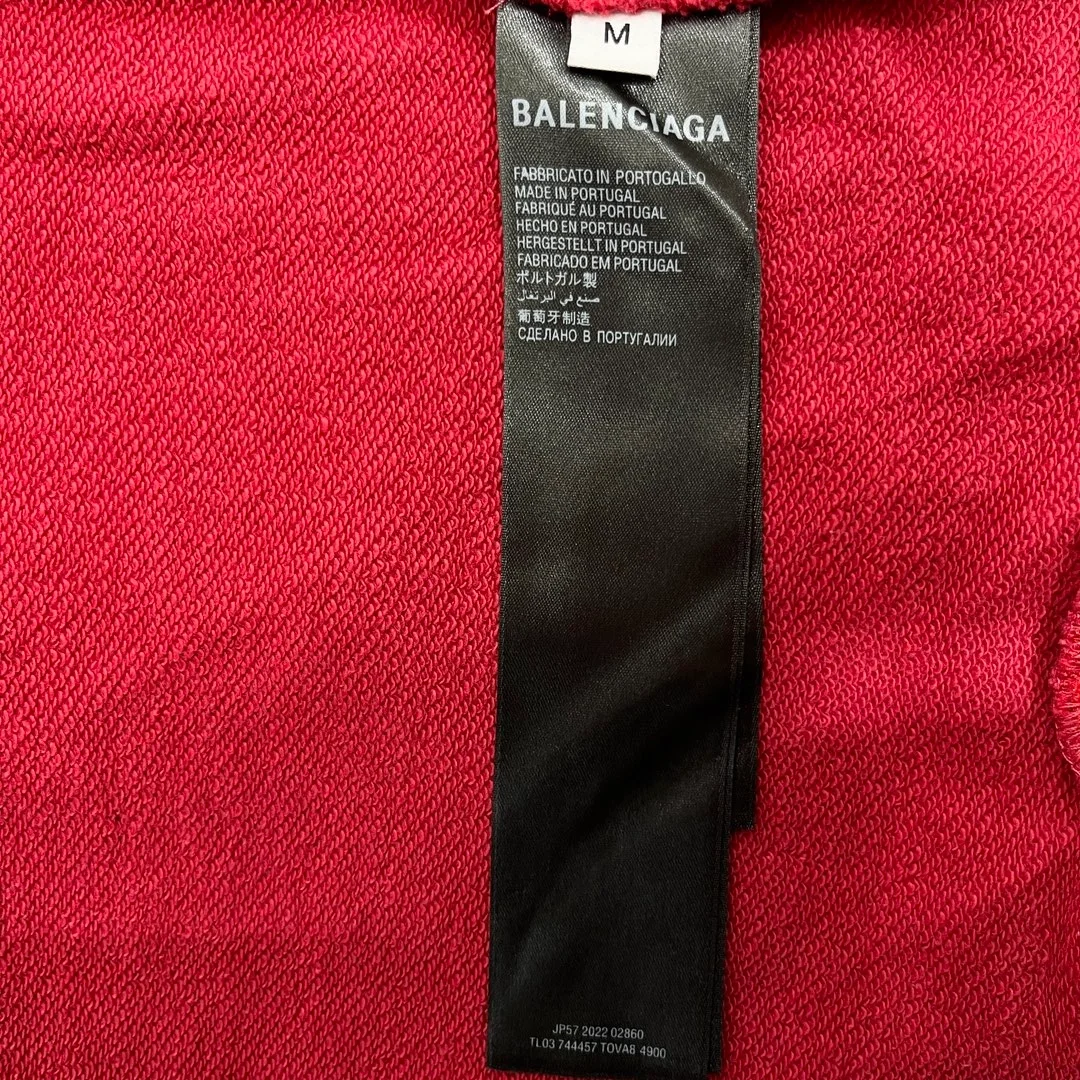 M
BALENCIAGA
FABBRICATO IN PORTOGALLO
MADE IN PORTUGAL
FABRIQUÉ AU PORTUGAL
HECHO EN PORTUGAL
HERGESTELLT IN PORTUGAL
FABRICADO EM PORTUGAL
ポルトガル製
صنع في البرتغال
葡萄牙制造
СДЕЛАНО В ПОРТУГАЛИИ
JP57 2022 02860
TL03 744457 TOVA8 4900